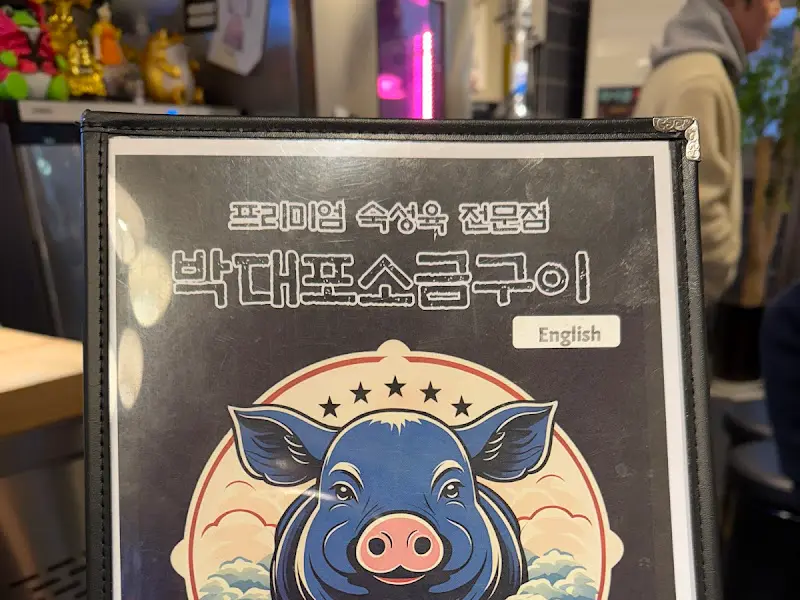 프리미엄 숙성육 전문점
박대포소금구이
English